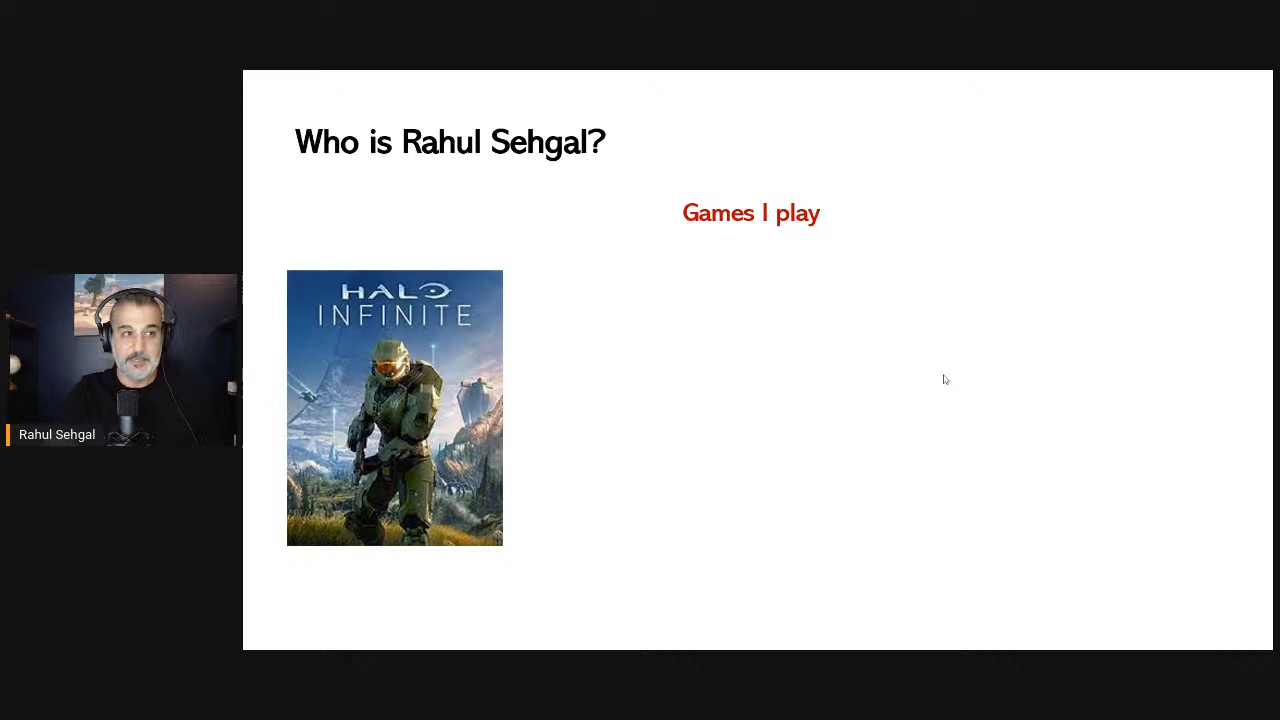 Who is Rahul Sehgal?
Games I play
HALO
INFINITE
Rahul Sehgal